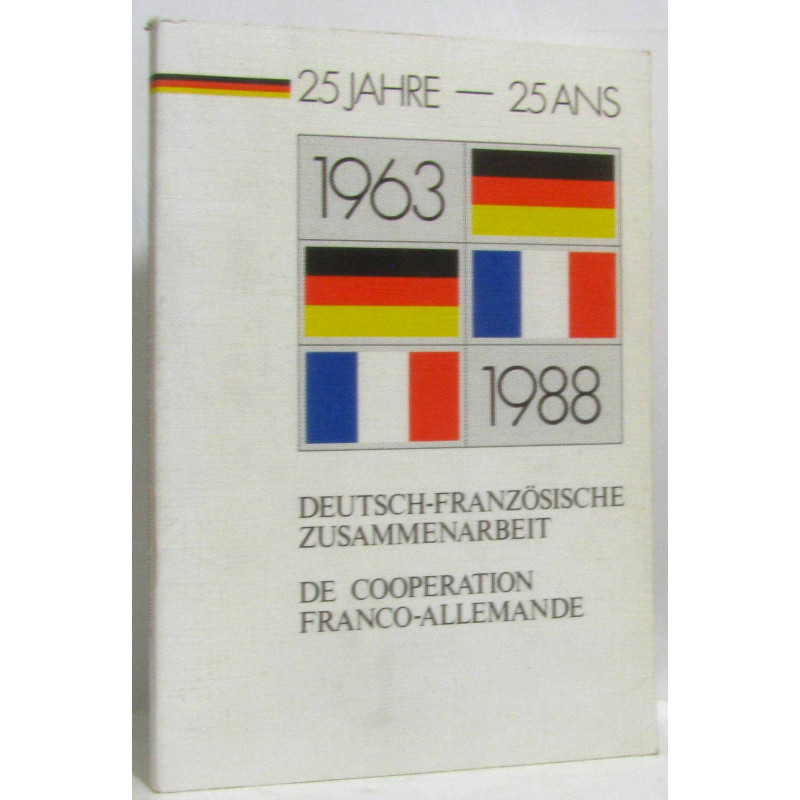 25 JAHRE — 25 ANS
1963
1988
DEUTSCH-FRANZÖSISCHE
ZUSAMMENARBEIT
DE COOPERATION
FRANCO-ALLEMANDE